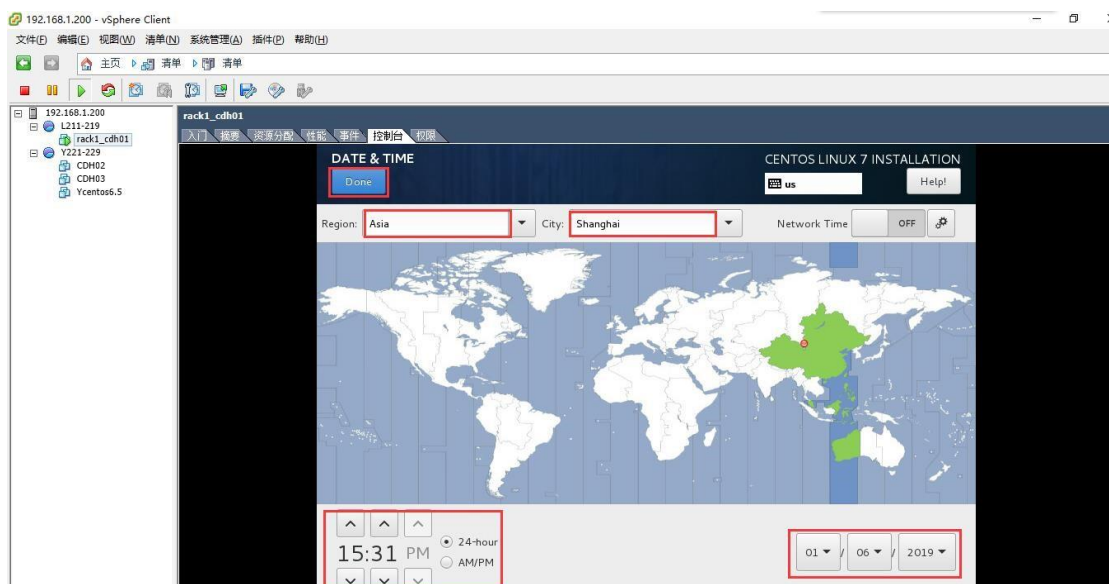 192.168.1.200 - vSphere Client
文件(F) 编辑(E) 视图(W) 清单(N) 系统管理(A) 插件(P) 帮助(H)
主页 清单 清单
192.168.1.200
L211-219
rack1_cdh01
Y221-229
CDH02
CDH03
Ycentos6.5
rack1_cdh01
入门 摘要 资源分配 性能 事件 控制台 权限
DATE & TIME
CENTOS LINUX 7 INSTALLATION
Done
us
Help!
Region: Asia City: Shanghai Network Time OFF
15:31 PM
24-hour
AM/PM
01 / 06 / 2019